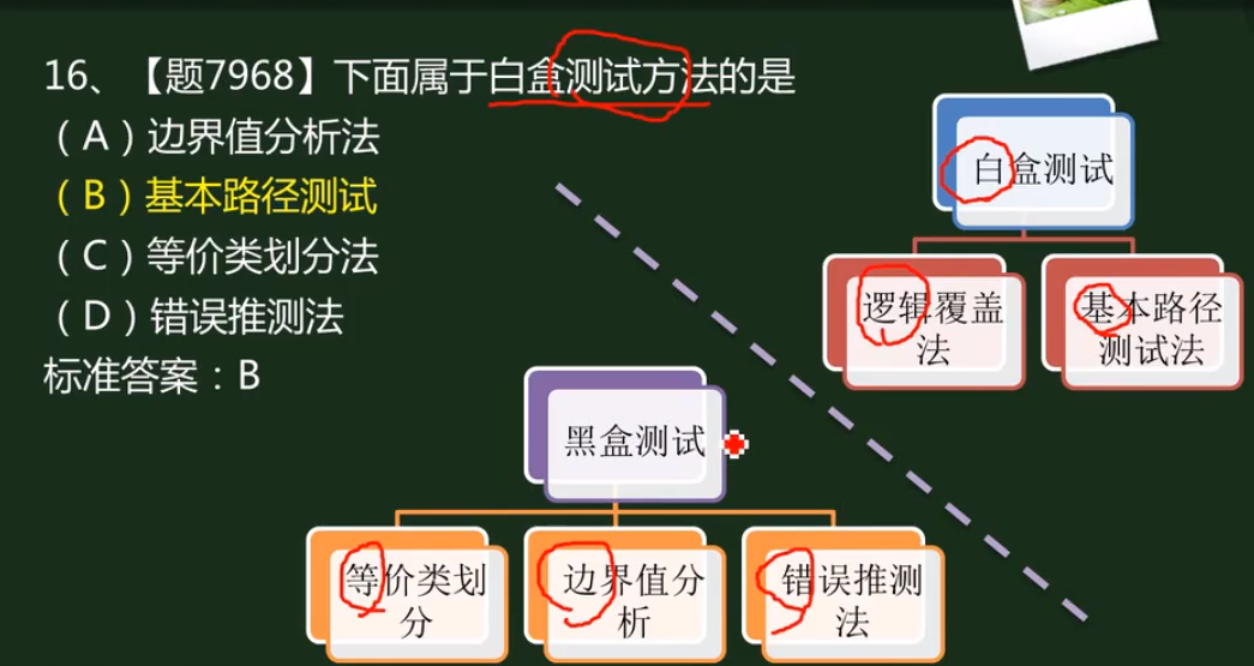 16、【题7968】下面属于白盒测试方法的是
（A）边界值分析法
（B）基本路径测试
（C）等价类划分法
（D）错误推测法
标准答案：B
白盒测试
逻辑覆盖
法
基本路径
测试法
黑盒测试
等价类划
分
边界值分
析
错误推测
法